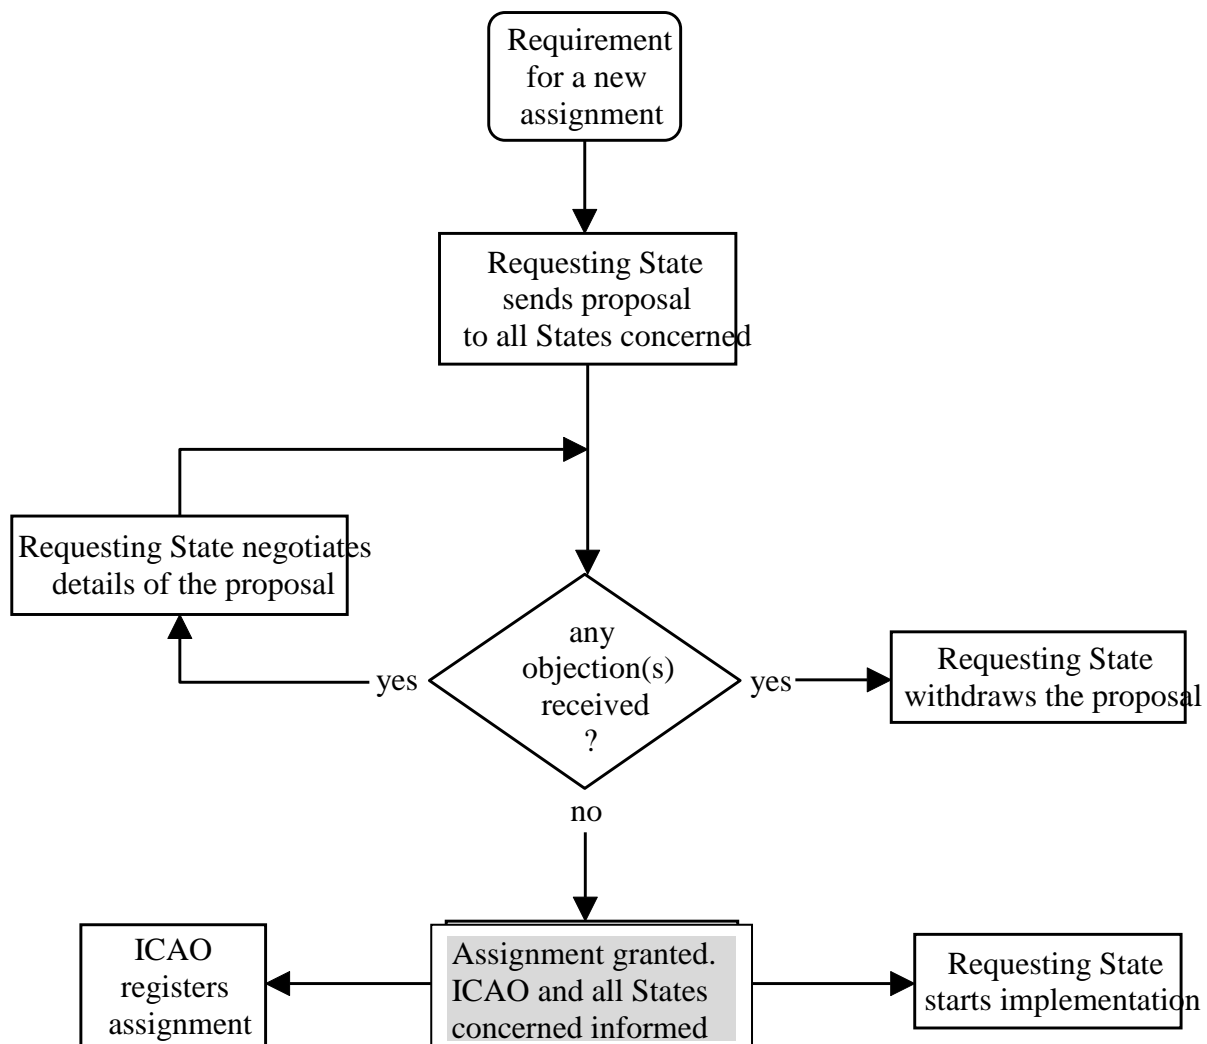 Requirement
for a new
assignment
Requesting State
sends proposal
to all States concerned
Requesting State negotiates
details of the proposal
any
objection(s)
received
?
yes
yes
Requesting State
withdraws the proposal
no
ICAO
registers
assignment
Assignment granted.
ICAO and all States
concerned informed
Requesting State
starts implementation